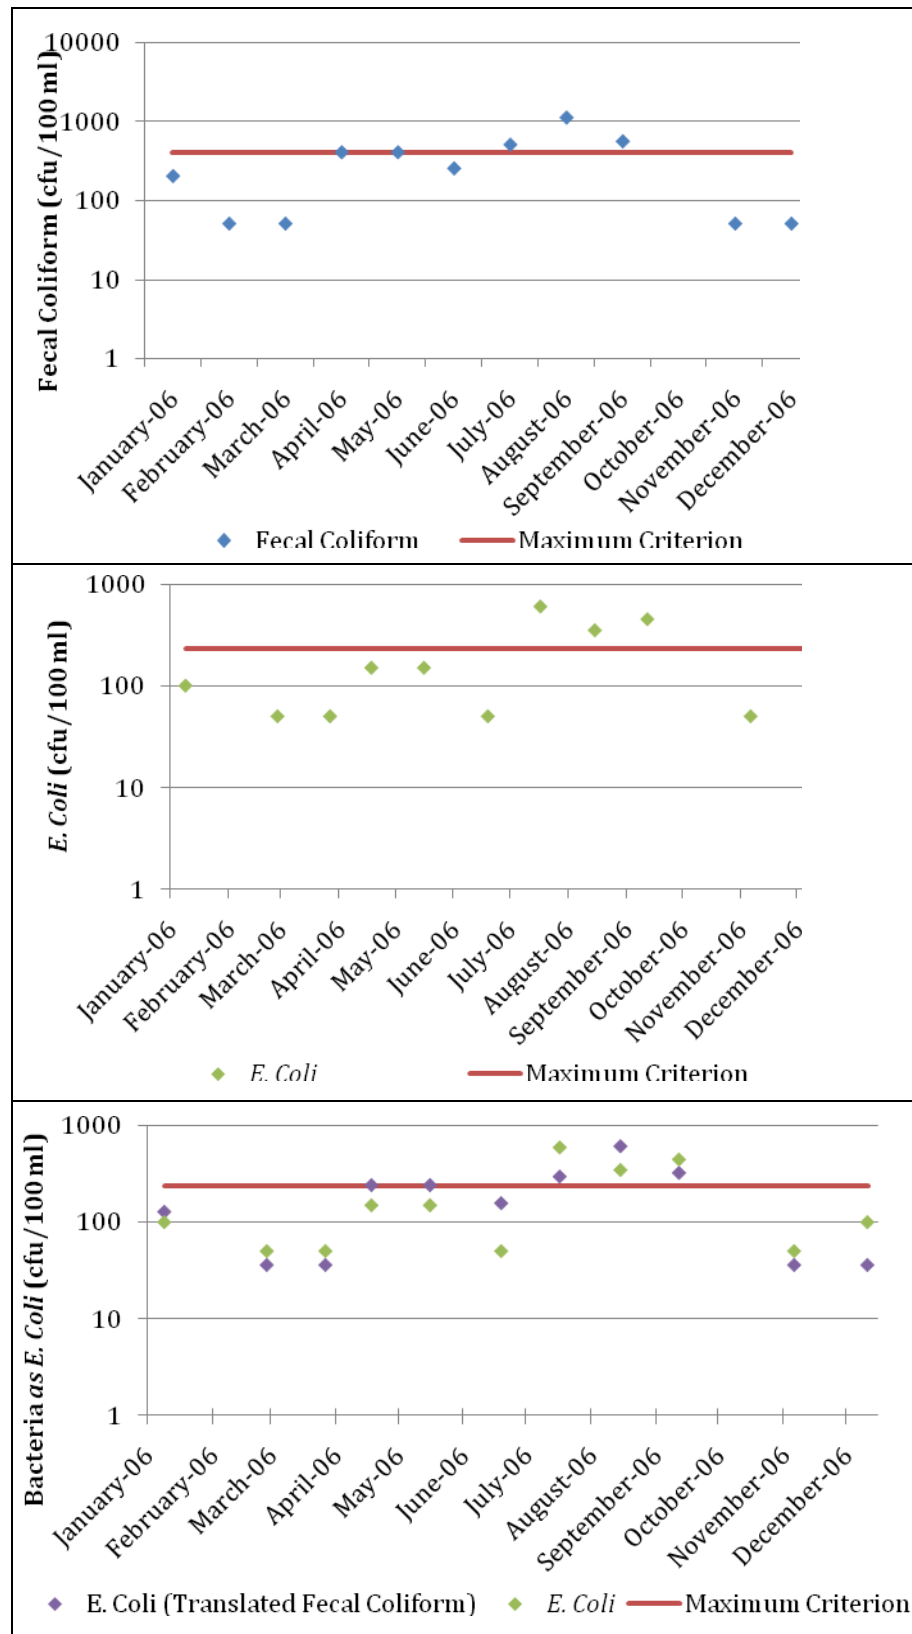 Fecal Coliform (cfu/100 ml)
10000
1000
100
10
1
January-06
February-06
March-06
April-06
May-06
June-06
July-06
August-06
September-06
October-06
November-06
December-06
Fecal Coliform Maximum Criterion
E. Coli (cfu/100 ml)
1000
100
10
1
January-06
February-06
March-06
April-06
May-06
June-06
July-06
August-06
September-06
October-06
November-06
December-06
E. Coli Maximum Criterion
Bacteria as E. Coli (cfu/100 ml)
1000
100
10
1
January-06
February-06
March-06
April-06
May-06
June-06
July-06
August-06
September-06
October-06
November-06
December-06
E. Coli (Translated Fecal Coliform) E. Coli Maximum Criterion